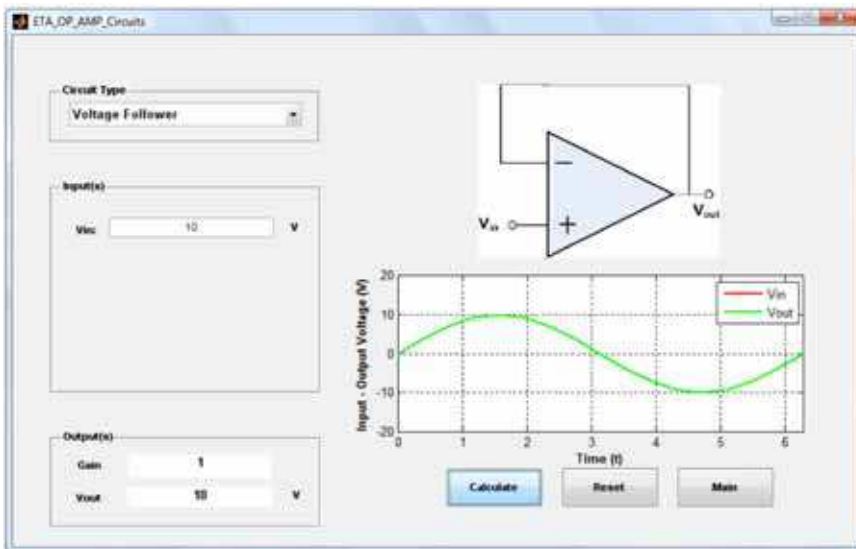 ETA_OP_AMP_Circuits
Circuit Type
Voltage Follower
Input(s)
Vin: 10 V
−
+
Vin
Vout
Input - Output Voltage (V)
20
10
0
-10
-20
Vin
Vout
0 1 2 3 4 5 6
Time (t)
Output(s)
Gain 1
Vout 10 V
Calculate Reset Main